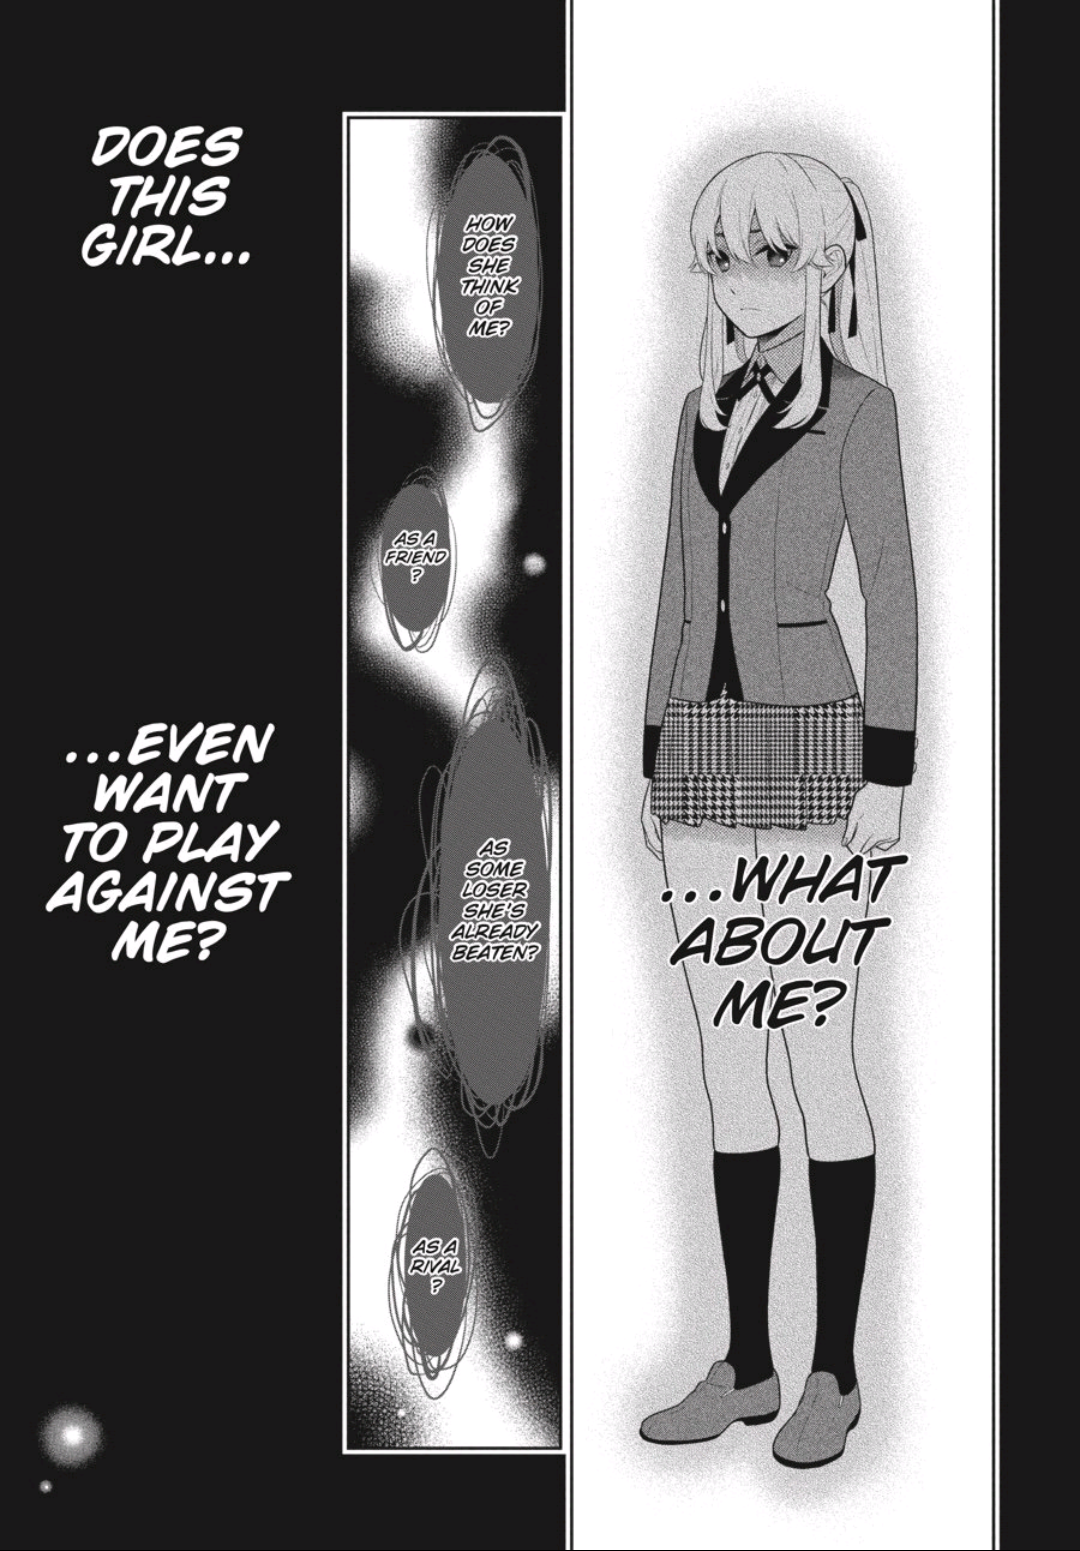 ...WHAT
ABOUT
ME?
HOW
DOES
SHE
THINK
OF
ME?
AS A
FRIEND
?
AS
SOME
LOSER
SHE'S
ALREADY
BEATEN?
AS A
RIVAL
?
DOES
THIS
GIRL...
...EVEN
WANT
TO PLAY
AGAINST
ME?